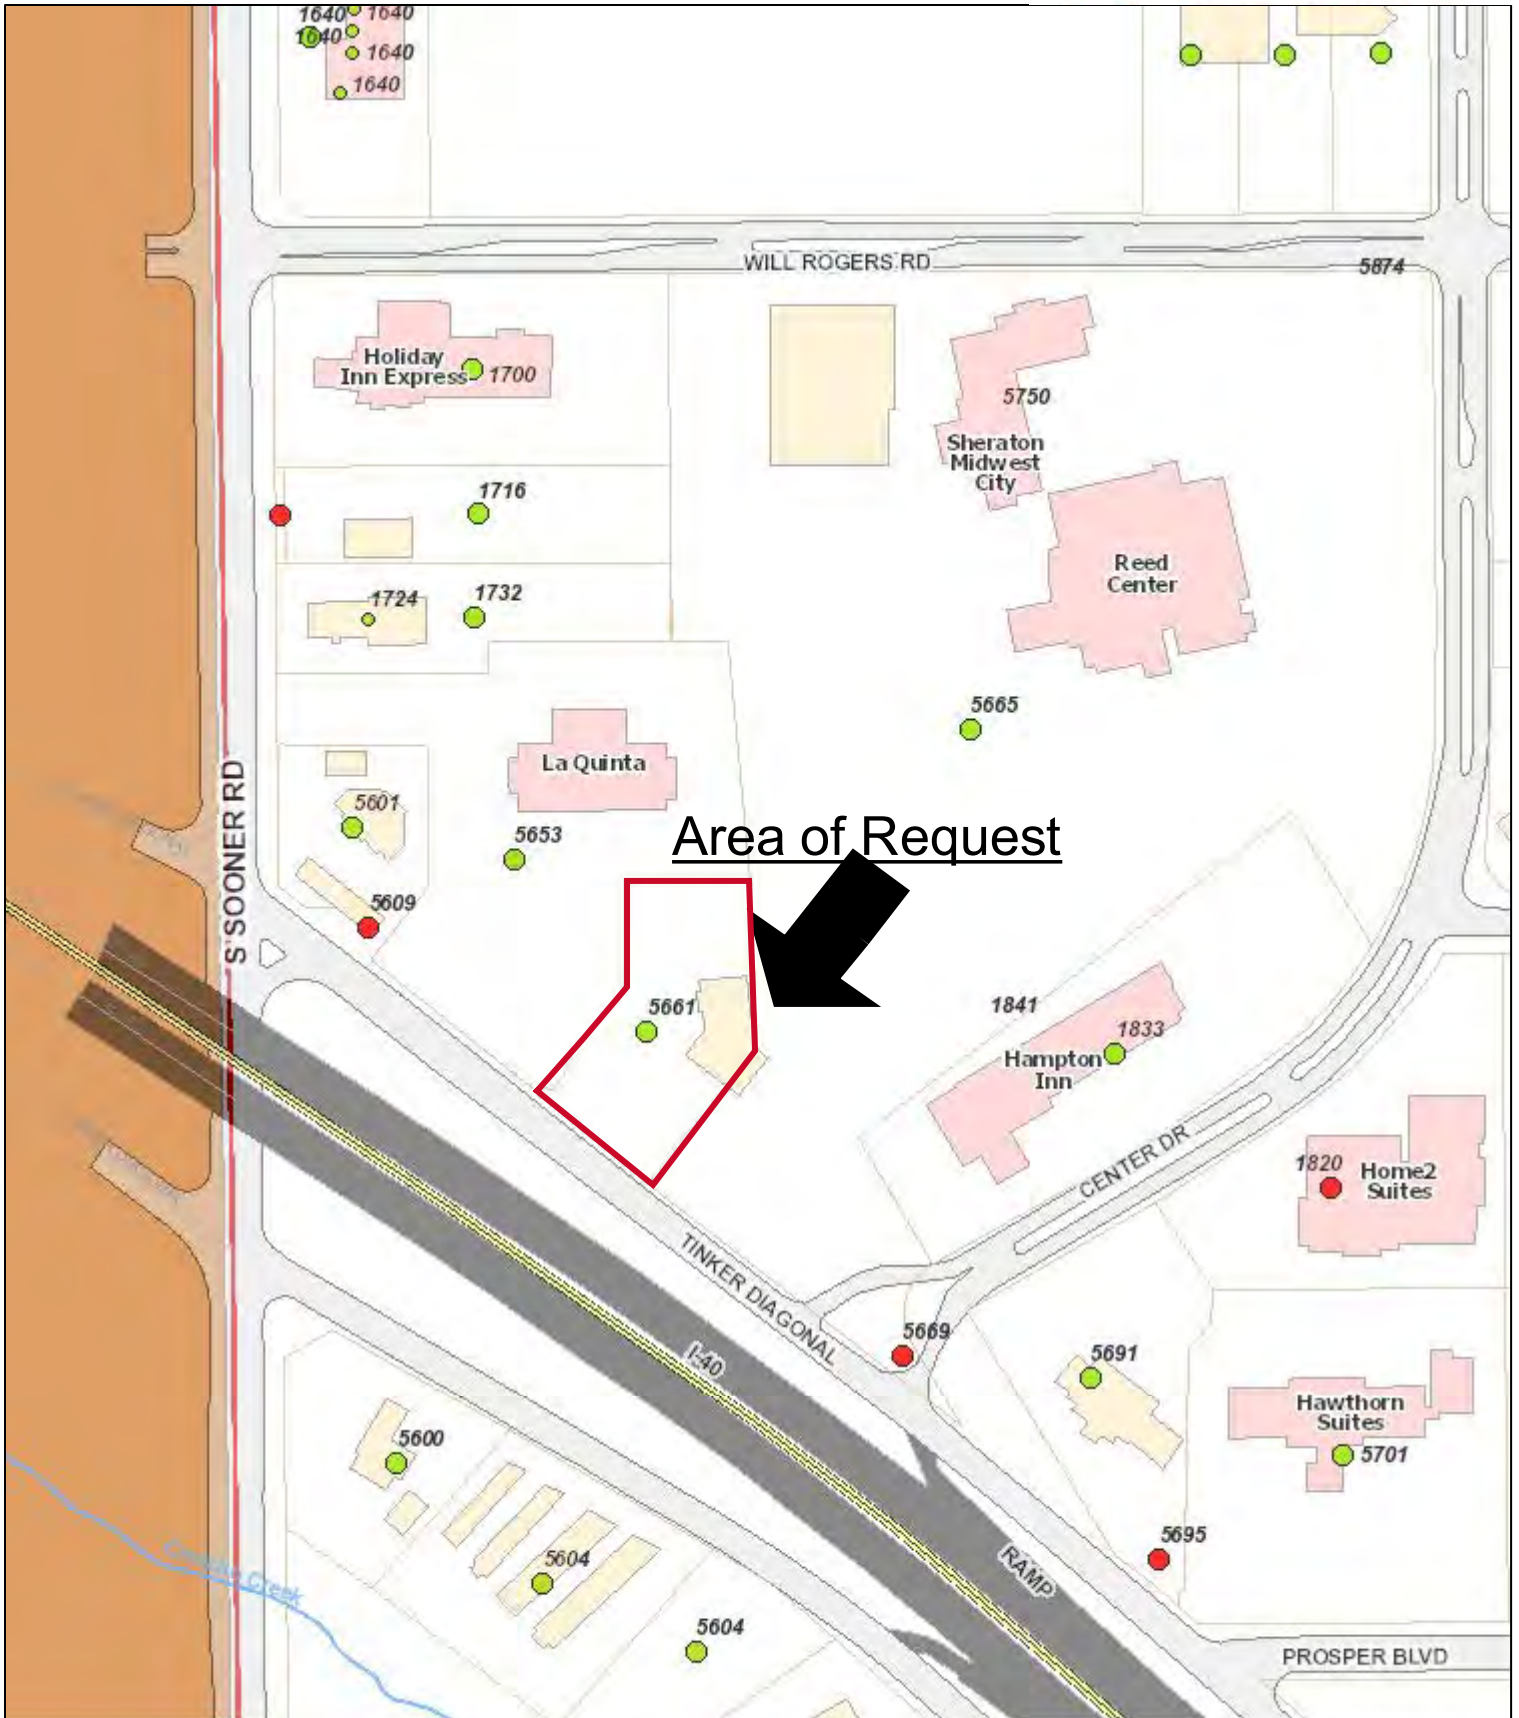 1640
1640
1640
1640
1640
WILL ROGERS RD
5874
Holiday
Inn Express
1700
5750
Sheraton
Midwest
City
1716
Reed
Center
1724
1732
5665
La Quinta
S SOONER RD
5601
5653
Area of Request
5609
5661
1841
1833
Hampton
Inn
CENTER DR
1820
Home2
Suites
TINKER DIAGONAL
5669
I-40
5691
Hawthorn
Suites
5701
5600
5695
5604
RAMP
Creek
5604
PROSPER BLVD